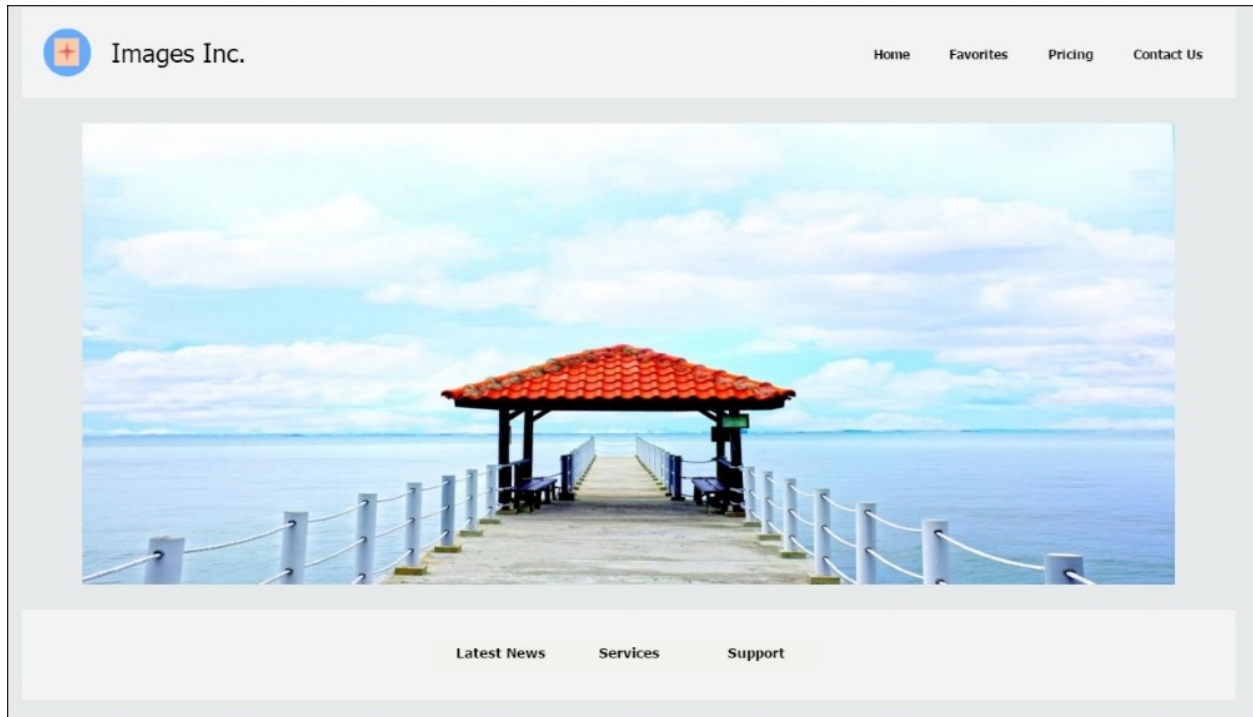 Images Inc.
Home Favorites Pricing Contact Us
Latest News Services Support